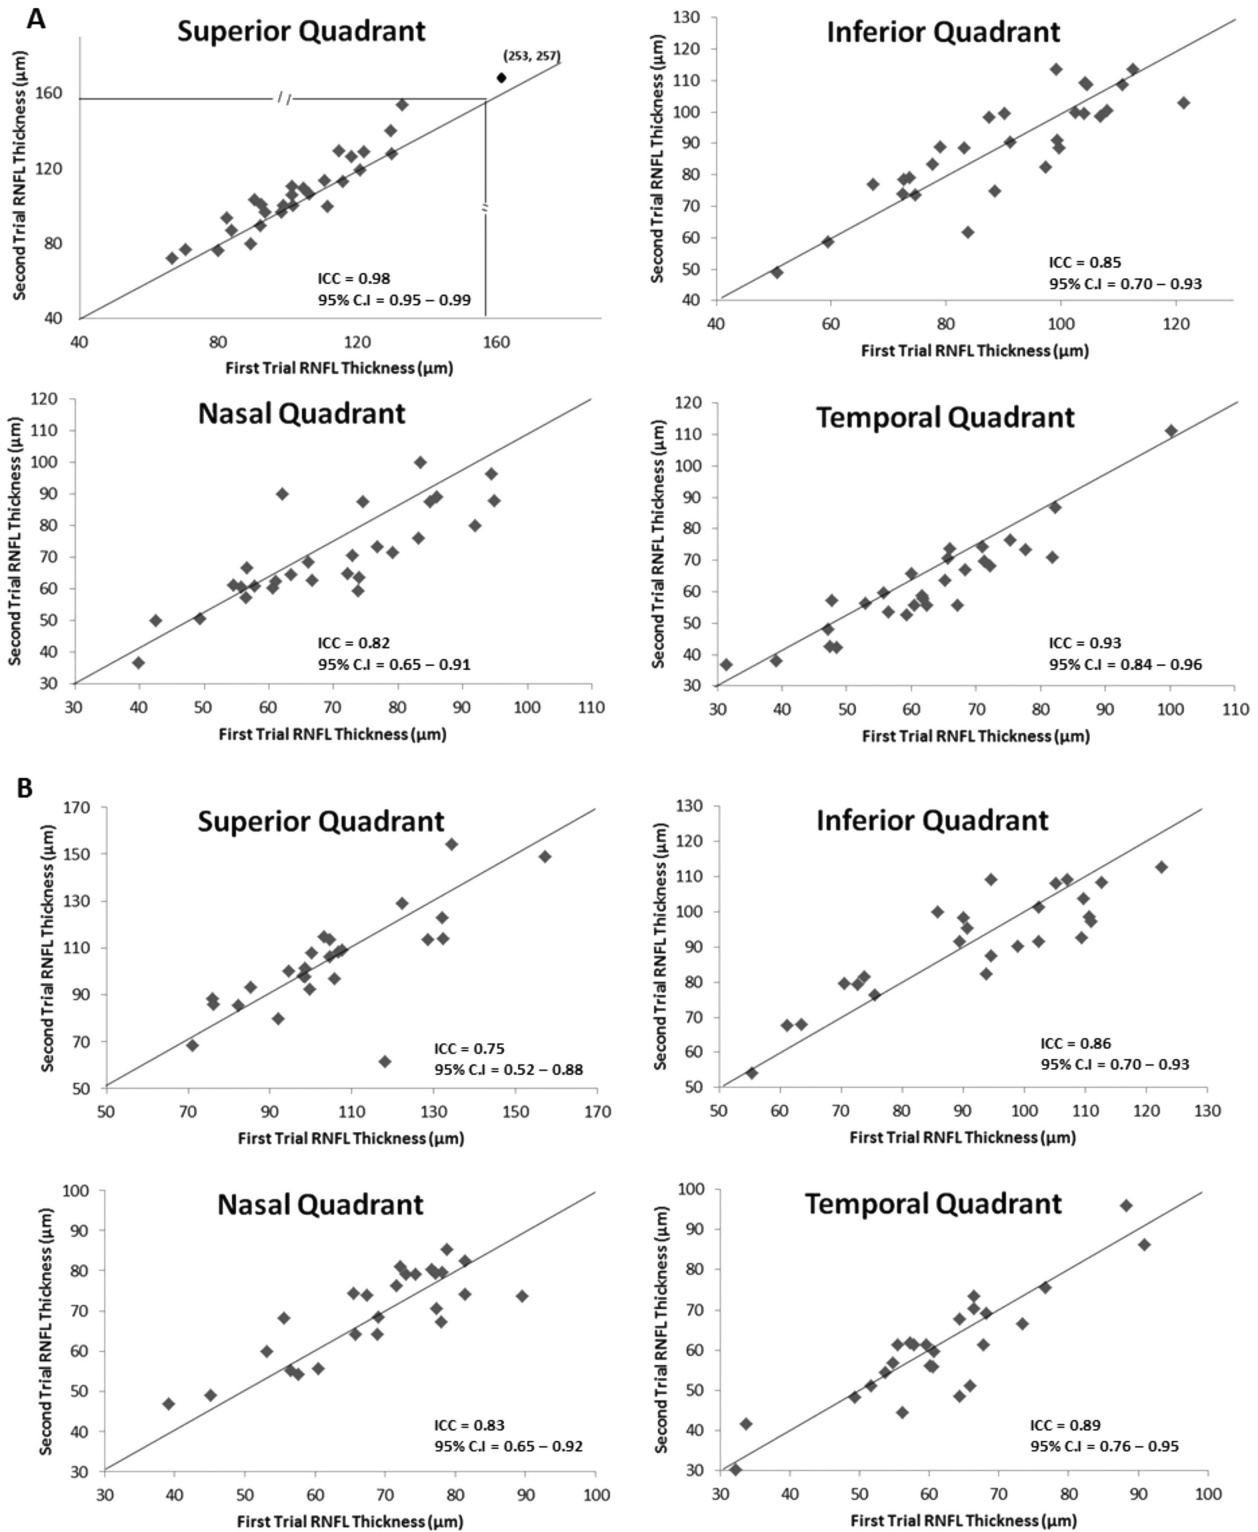 A
Superior Quadrant
(253, 257)
Second Trial RNFL Thickness (µm)
160
120
80
40
ICC = 0.98
95% C.I = 0.95 – 0.99
40 80 120 160
First Trial RNFL Thickness (µm)
Inferior Quadrant
Second Trial RNFL Thickness (µm)
130
120
110
100
90
80
70
60
50
40
ICC = 0.85
95% C.I = 0.70 – 0.93
40 60 80 100 120
First Trial RNFL Thickness (µm)
Nasal Quadrant
Second Trial RNFL Thickness (µm)
120
110
100
90
80
70
60
50
40
30
ICC = 0.82
95% C.I = 0.65 – 0.91
30 40 50 60 70 80 90 100 110
First Trial RNFL Thickness (µm)
Temporal Quadrant
Second Trial RNFL Thickness (µm)
120
110
100
90
80
70
60
50
40
30
ICC = 0.93
95% C.I = 0.84 – 0.96
30 40 50 60 70 80 90 100 110
First Trial RNFL Thickness (µm)
B
Superior Quadrant
Second Trial RNFL Thickness (µm)
170
150
130
110
90
70
50
ICC = 0.75
95% C.I = 0.52 – 0.88
50 70 90 110 130 150 170
First Trial RNFL Thickness (µm)
Inferior Quadrant
Second Trial RNFL Thickness (µm)
130
120
110
100
90
80
70
60
50
ICC = 0.86
95% C.I = 0.70 – 0.93
50 60 70 80 90 100 110 120 130
First Trial RNFL Thickness (µm)
Nasal Quadrant
Second Trial RNFL Thickness (µm)
100
90
80
70
60
50
40
30
ICC = 0.83
95% C.I = 0.65 – 0.92
30 40 50 60 70 80 90 100
First Trial RNFL Thickness (µm)
Temporal Quadrant
Second Trial RNFL Thickness (µm)
100
90
80
70
60
50
40
30
ICC = 0.89
95% C.I = 0.76 – 0.95
30 40 50 60 70 80 90 100
First Trial RNFL Thickness (µm)